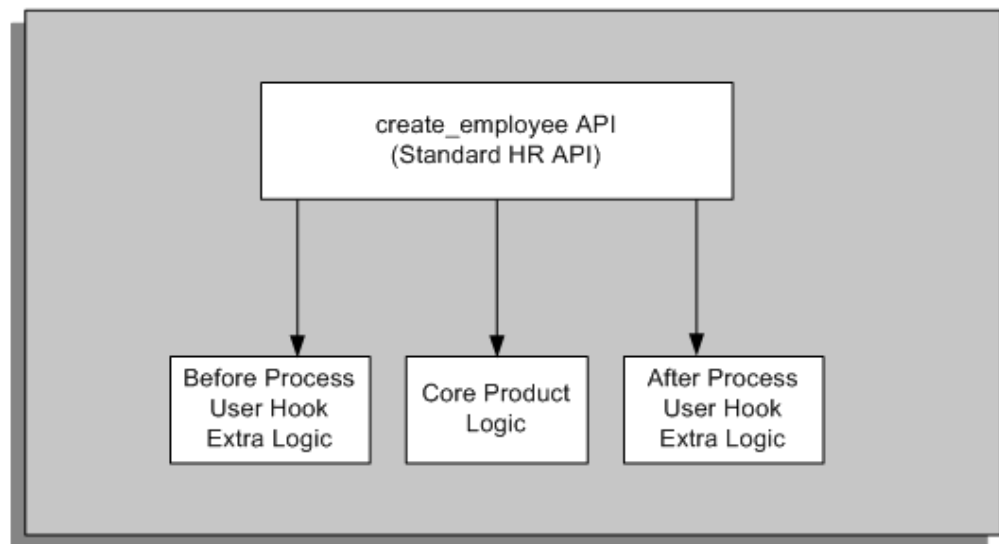 create_employee API
(Standard HR API)
Before Process
User Hook
Extra Logic
Core Product
Logic
After Process
User Hook
Extra Logic